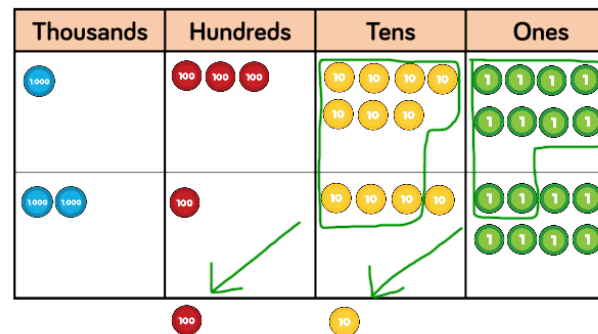 Thousands Hundreds Tens Ones
1,000 100 100 100 10 10 10 10 1 1 1 1
10 10 10 1 1 1 1
1,000 1,000 100 10 10 10 10 1 1 1 1
1 1 1 1
100 10